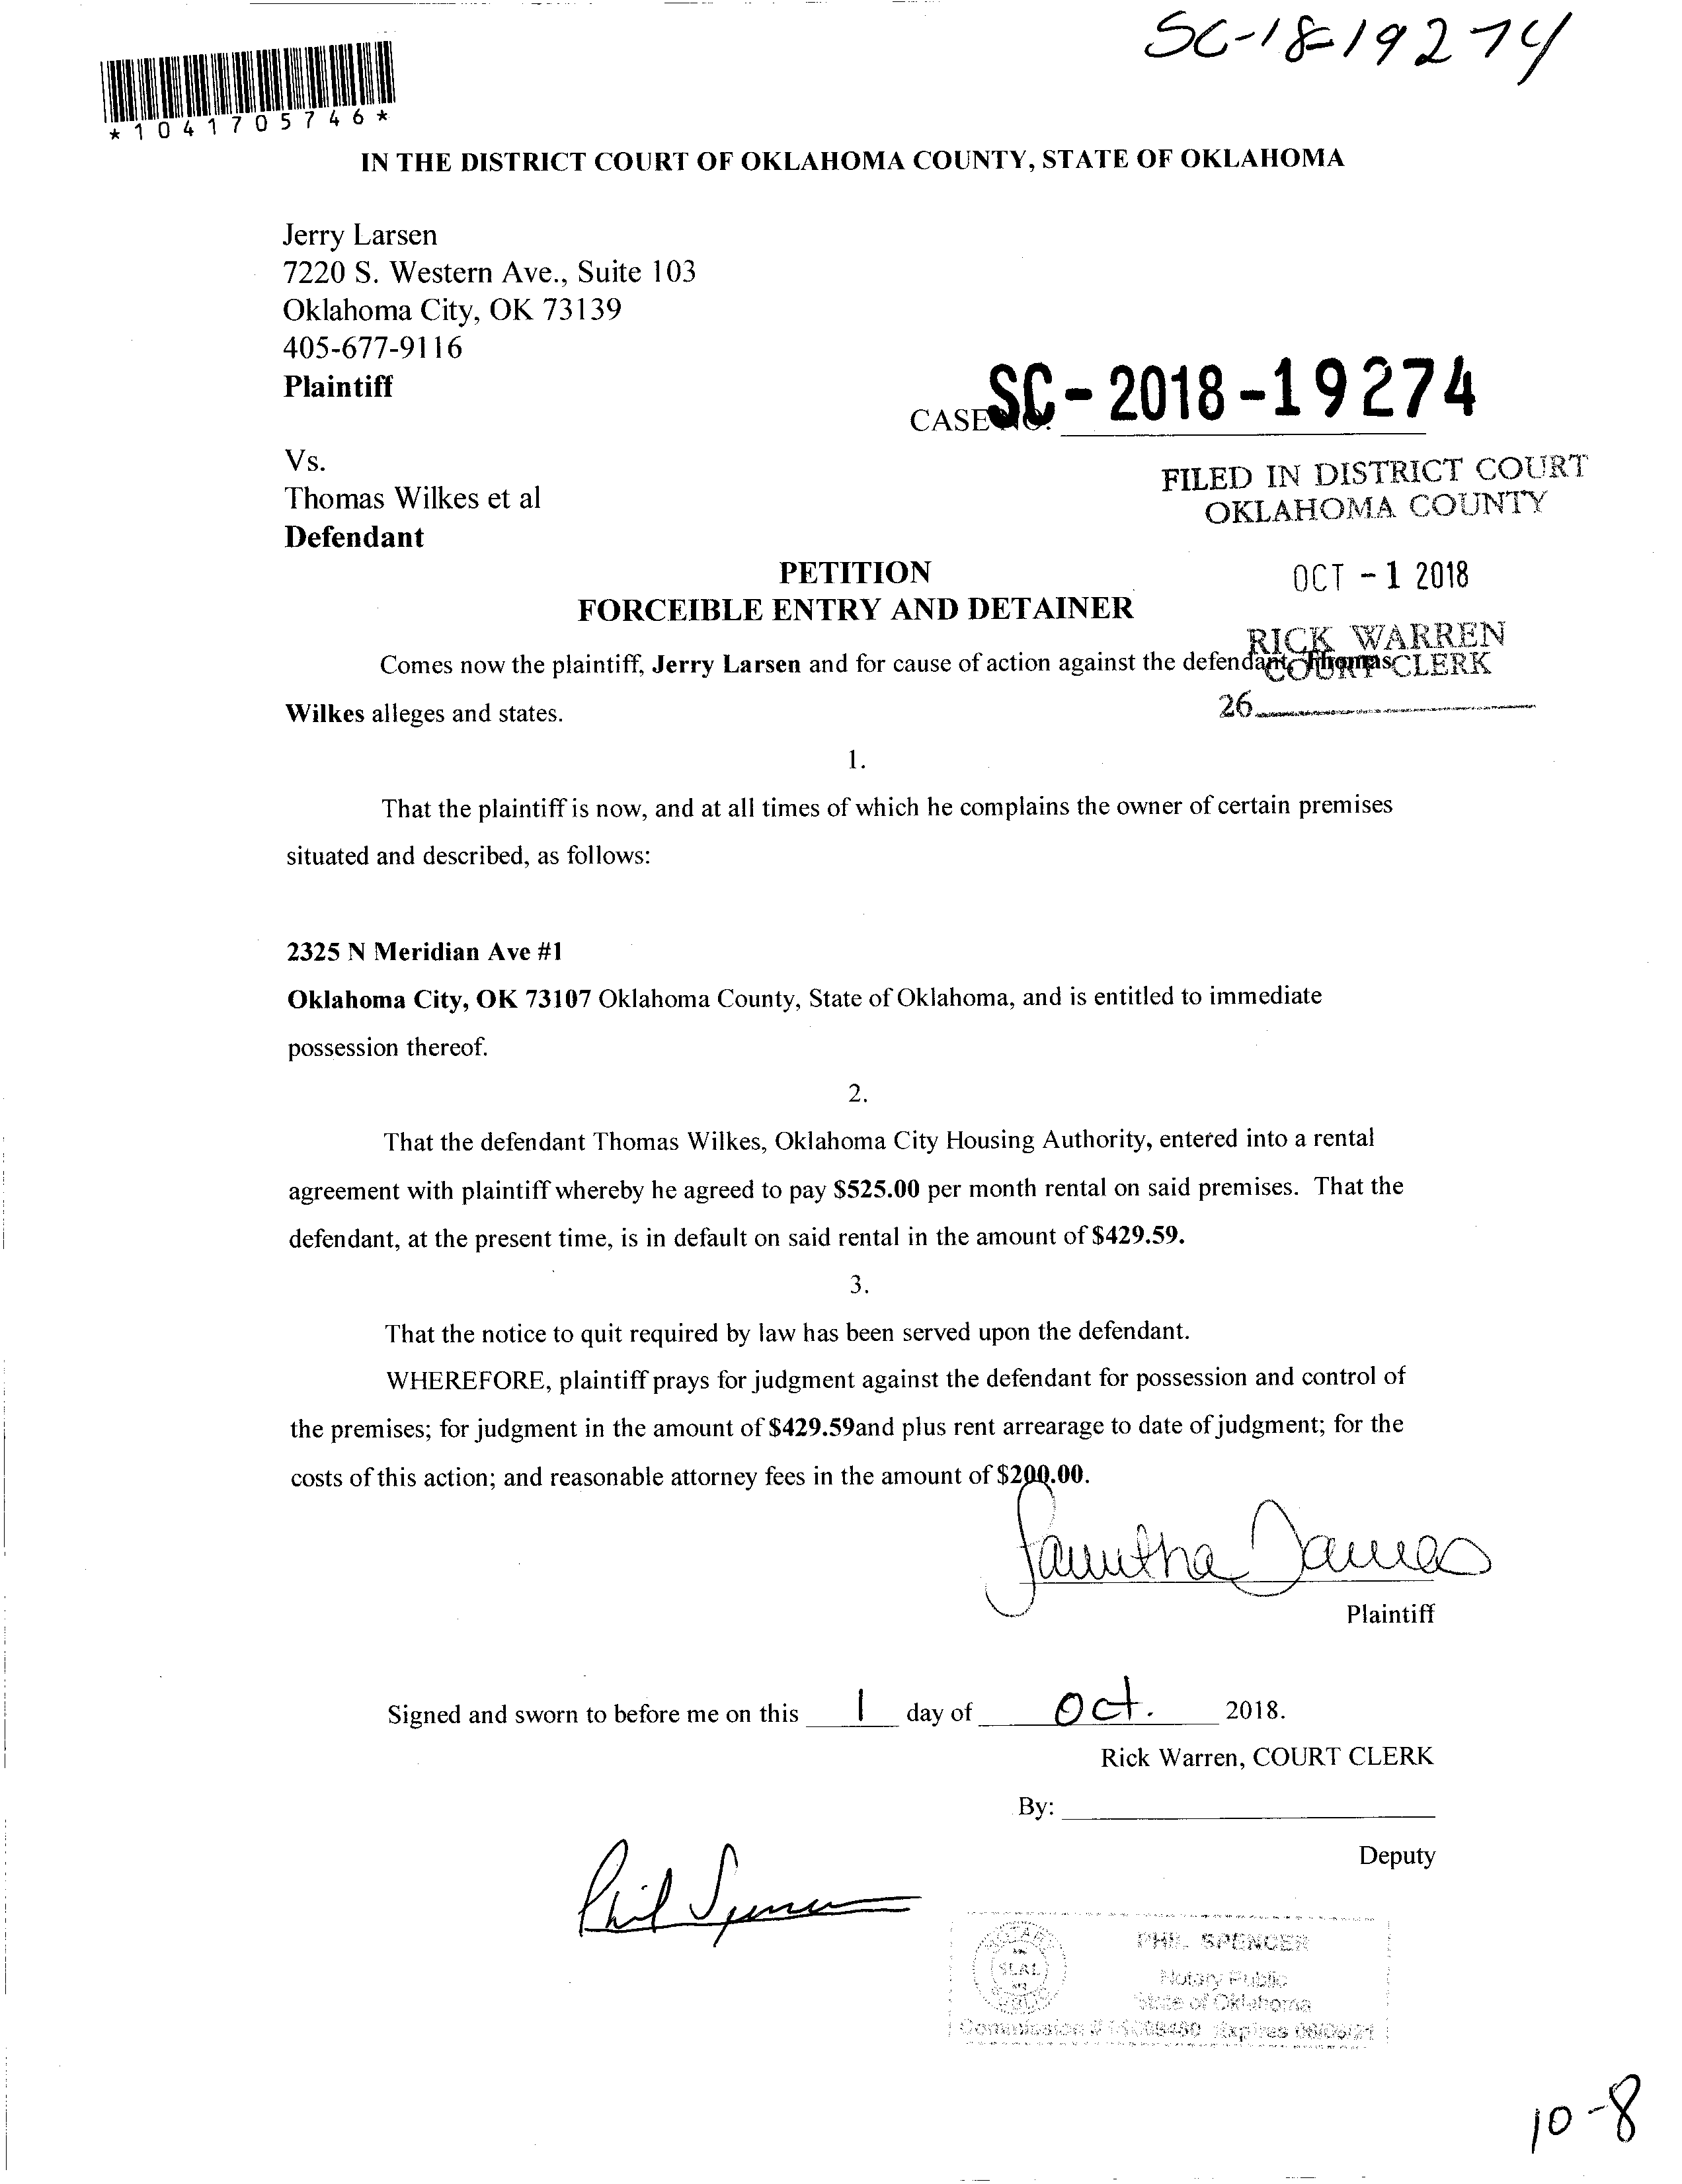 SC-18-19274
*1041705746*
IN THE DISTRICT COURT OF OKLAHOMA COUNTY, STATE OF OKLAHOMA
Jerry Larsen
7220 S. Western Ave., Suite 103
Oklahoma City, OK 73139
405-677-9116
Plaintiff
CASE NO. SC-2018-19274
Vs.
Thomas Wilkes et al
Defendant
FILED IN DISTRICT COURT
OKLAHOMA COUNTY
OCT -1 2018
RICK WARREN
COURT CLERK
26
PETITION
FORCEIBLE ENTRY AND DETAINER
Comes now the plaintiff, Jerry Larsen and for cause of action against the defendant, Thomas
Wilkes alleges and states.
1.
That the plaintiff is now, and at all times of which he complains the owner of certain premises
situated and described, as follows:
2325 N Meridian Ave #1
Oklahoma City, OK 73107 Oklahoma County, State of Oklahoma, and is entitled to immediate
possession thereof.
2.
That the defendant Thomas Wilkes, Oklahoma City Housing Authority, entered into a rental
agreement with plaintiff whereby he agreed to pay $525.00 per month rental on said premises. That the
defendant, at the present time, is in default on said rental in the amount of $429.59.
3.
That the notice to quit required by law has been served upon the defendant.
WHEREFORE, plaintiff prays for judgment against the defendant for possession and control of
the premises; for judgment in the amount of $429.59and plus rent arrearage to date of judgment; for the
costs of this action; and reasonable attorney fees in the amount of $200.00.
James
Plaintiff
Signed and sworn to before me on this 1 day of Oct. 2018.
Rick Warren, COURT CLERK
By:
Deputy
Phil Spencer
PHIL SPENCER
Notary Public
State of Oklahoma
Commission # Expires
10-8